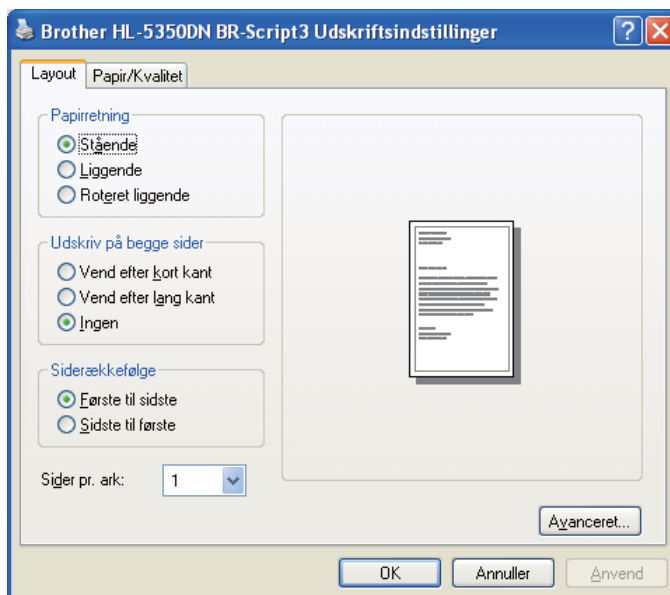 Brother HL-5350DN BR-Script3 Udskriftsindstillinger
Layout
Papir/Kvalitet
Papirretning
Stående
Liggende
Roteret liggende
Udskriv på begge sider
Vend efter kort kant
Vend efter lang kant
Ingen
Siderækkefølge
Første til sidste
Sidste til første
Sider pr. ark:
1
Avanceret...
OK
Annuller
Anvend